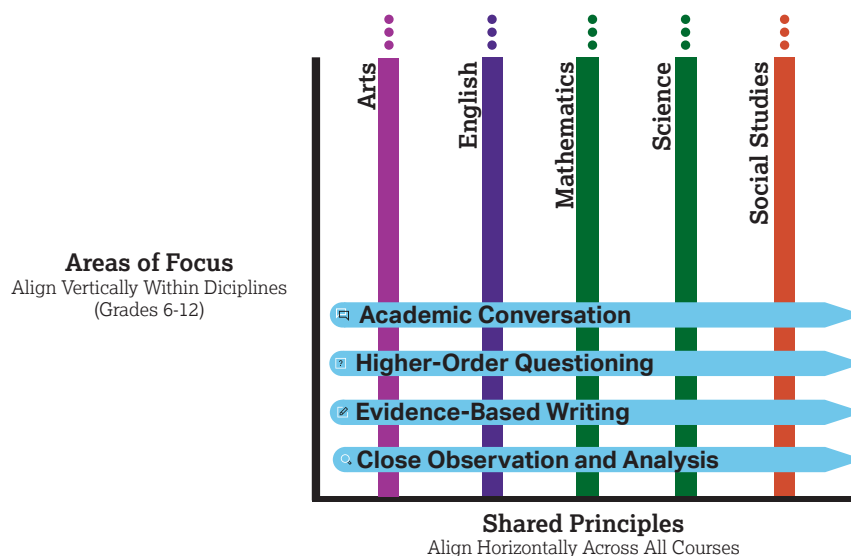 Arts
English
Mathematics
Science
Social Studies
Areas of Focus
Align Vertically Within Diciplines
(Grades 6-12)
Academic Conversation
?
Higher-Order Questioning
Evidence-Based Writing
Close Observation and Analysis
Shared Principles
Align Horizontally Across All Courses